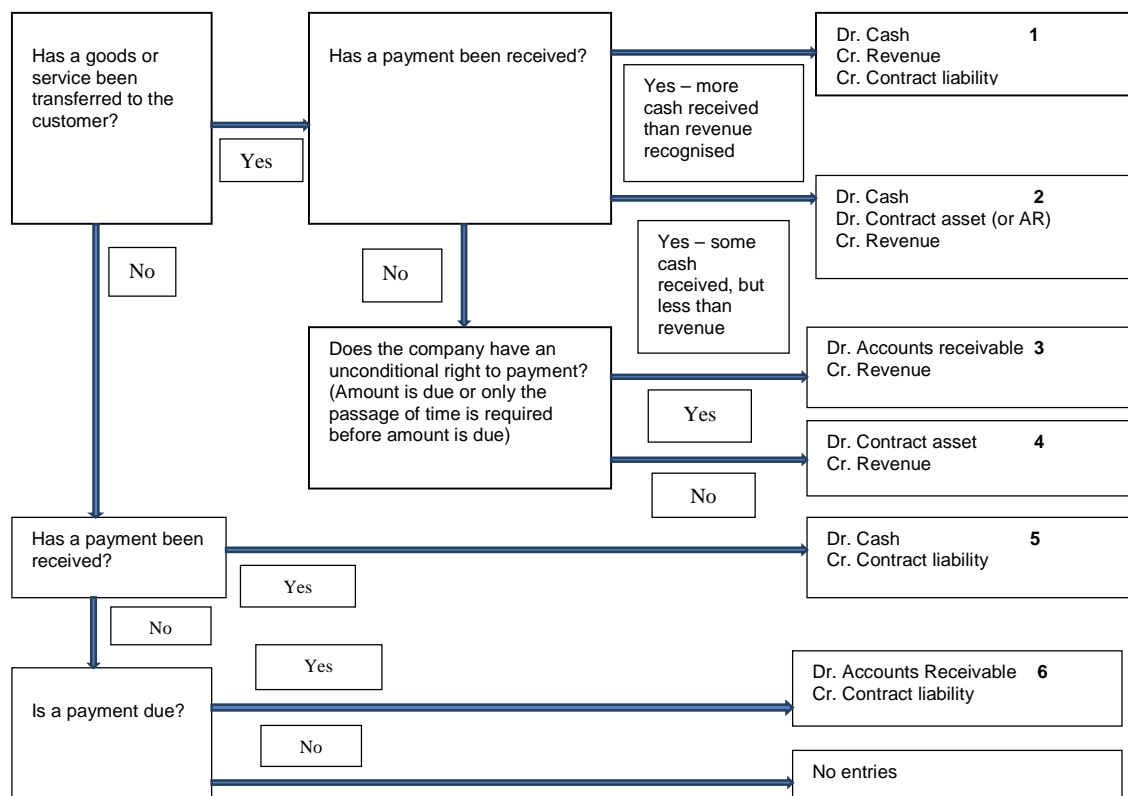 Has a goods or
service been
transferred to the
customer?
Yes
Has a payment been received?
Yes – more
cash received
than revenue
recognised
Dr. Cash 1
Cr. Revenue
Cr. Contract liability
Yes – some
cash
received, but
less than
revenue
Dr. Cash 2
Dr. Contract asset (or AR)
Cr. Revenue
No
No
Does the company have an
unconditional right to payment?
(Amount is due or only the
passage of time is required
before amount is due)
Yes
Dr. Accounts receivable 3
Cr. Revenue
No
Dr. Contract asset 4
Cr. Revenue
Has a payment been
received?
Yes
Dr. Cash 5
Cr. Contract liability
No
Is a payment due?
Yes
Dr. Accounts Receivable 6
Cr. Contract liability
No
No entries